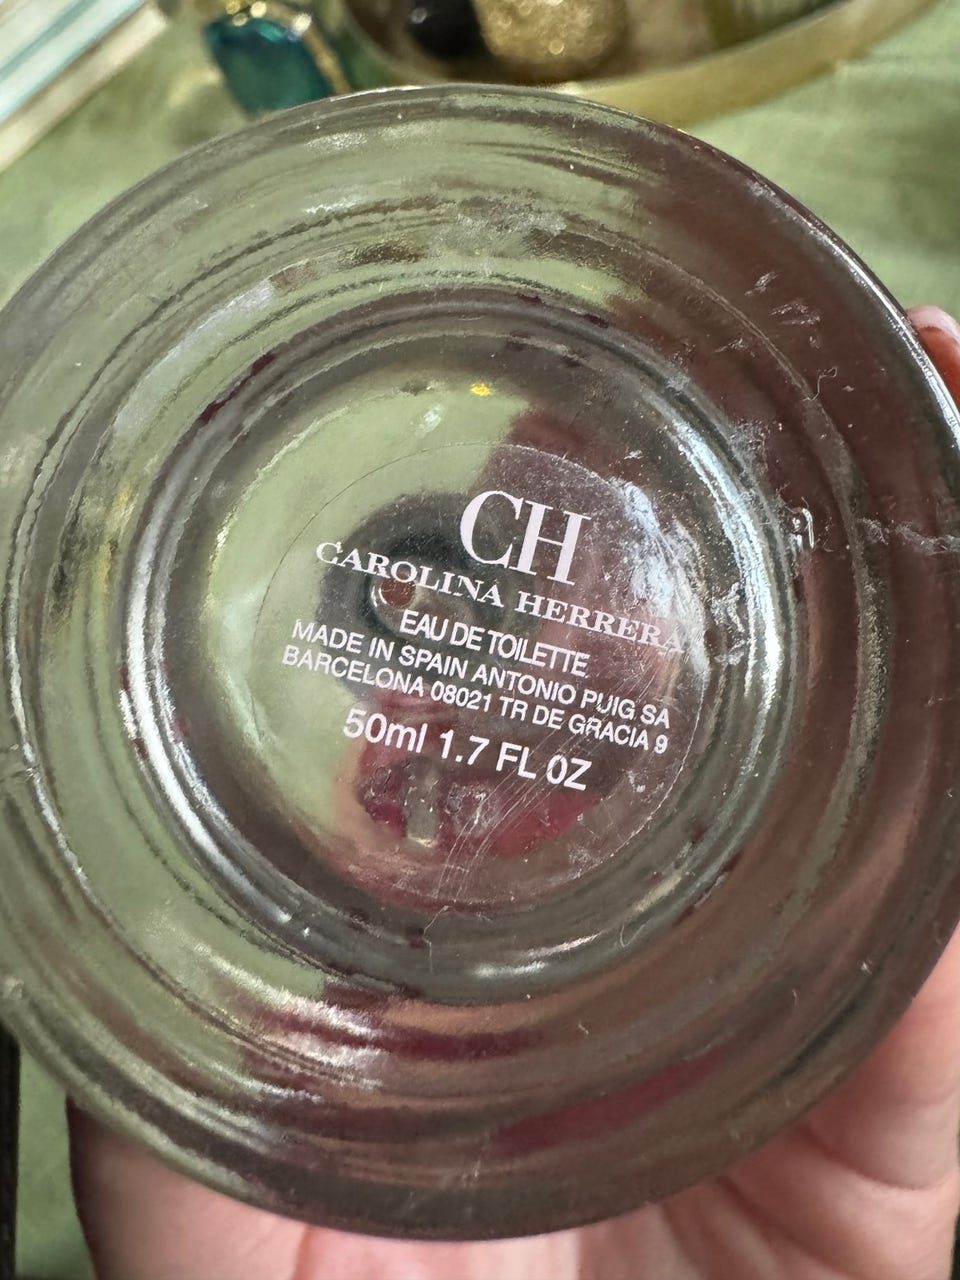 CH
CAROLINA HERRERA
EAU DE TOILETTE
MADE IN SPAIN ANTONIO PUIG SA
BARCELONA 08021 TR DE GRACIA 9
50ml 1.7 FL OZ